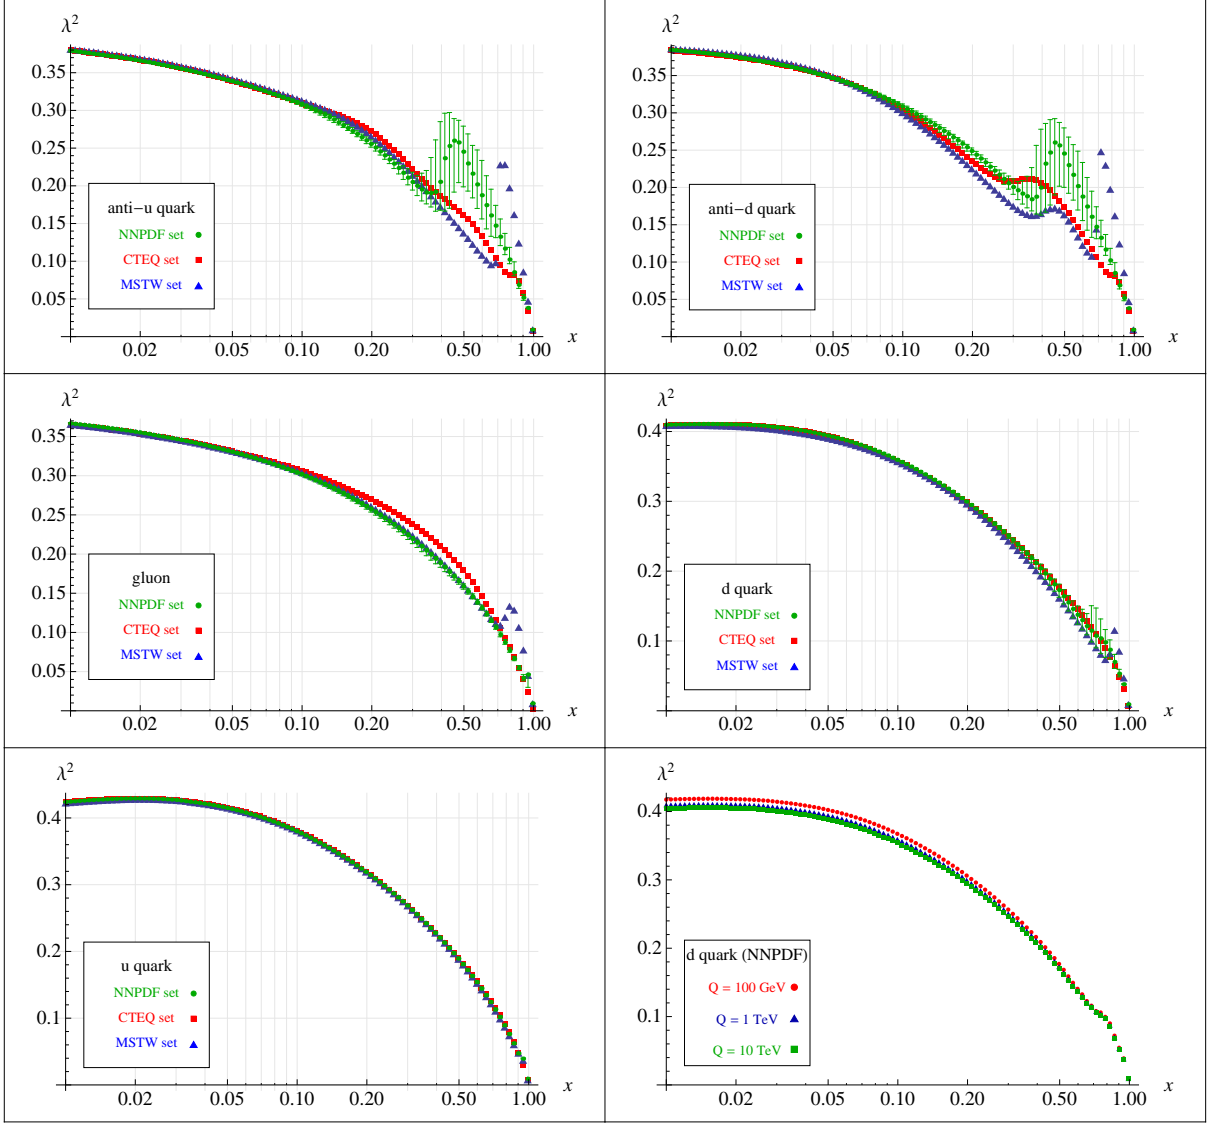 λ²
0.35
0.30
0.25
0.20
0.15
0.10
0.05
anti−u quark
NNPDF set
CTEQ set
MSTW set
0.02 0.05 0.10 0.20 0.50 1.00 x
λ²
0.35
0.30
0.25
0.20
0.15
0.10
0.05
anti−d quark
NNPDF set
CTEQ set
MSTW set
0.02 0.05 0.10 0.20 0.50 1.00 x
λ²
0.35
0.30
0.25
0.20
0.15
0.10
0.05
gluon
NNPDF set
CTEQ set
MSTW set
0.02 0.05 0.10 0.20 0.50 1.00 x
λ²
0.4
0.3
0.2
0.1
d quark
NNPDF set
CTEQ set
MSTW set
0.02 0.05 0.10 0.20 0.50 1.00 x
λ²
0.4
0.3
0.2
0.1
u quark
NNPDF set
CTEQ set
MSTW set
0.02 0.05 0.10 0.20 0.50 1.00 x
λ²
0.4
0.3
0.2
0.1
d quark (NNPDF)
Q = 100 GeV
Q = 1 TeV
Q = 10 TeV
0.02 0.05 0.10 0.20 0.50 1.00 x